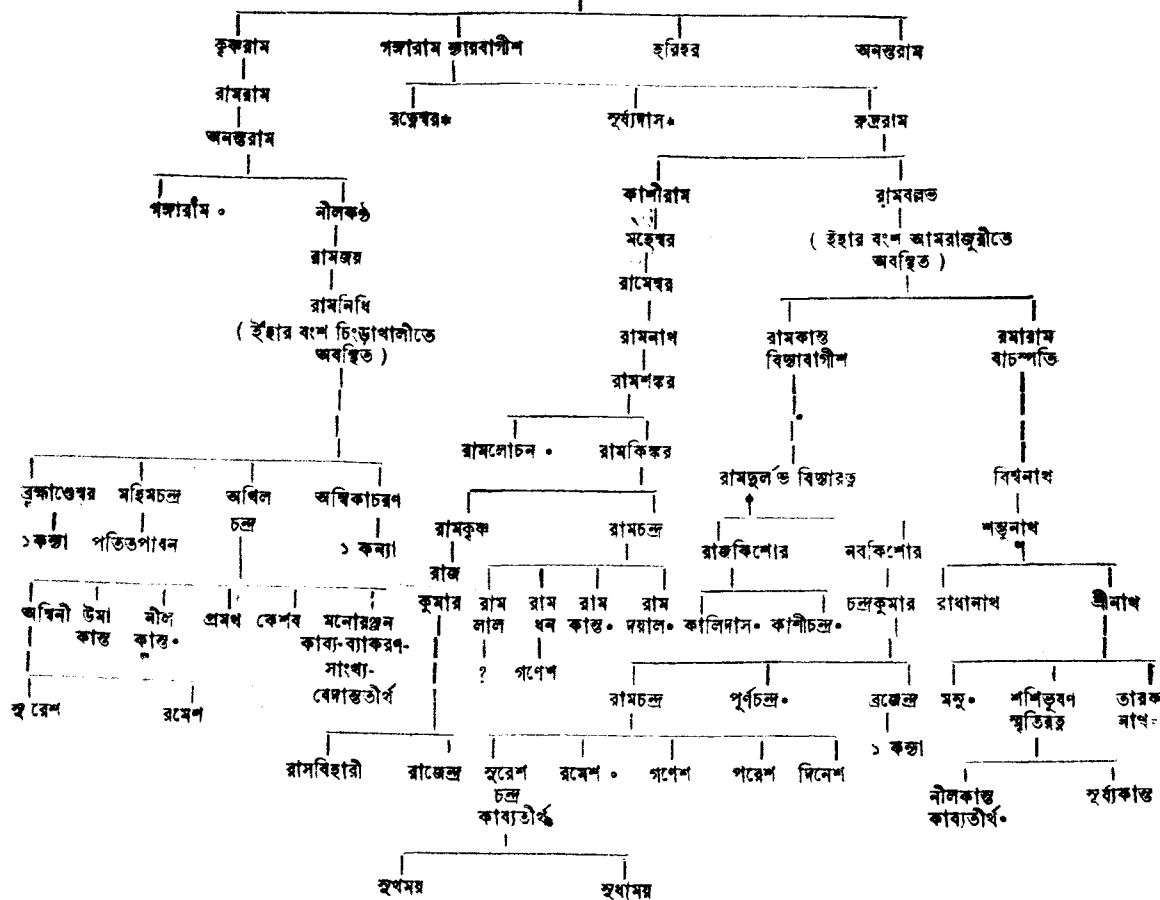 কৃষ্ণরাম গঙ্গারাম ন্যায়বাগীশ হরিহর অনন্তরাম
রামরাম
রত্নেশ্বর* সূর্য্যদাস* রুদ্ররাম
অনন্তরাম
কাশীরাম রামবল্লভ
গঙ্গারাম * নীলকণ্ঠ
মহেশ্বর ( ইঁহার বংশ আমরাজুরীতে
অবস্থিত )
রামজয়
রামেশ্বর
রামনিধি
( ইঁহার বংশ চিংড়াখালীতে
অবস্থিত )
রামনাথ রামকান্ত রমারাম
বিদ্যাবাগীশ বাচস্পতি
রামশঙ্কর
রামলোচন * রামকিঙ্কর
রামদুর্লভ বিদ্যারত্ন বিশ্বনাথ
ব্রহ্মাণ্ডেশ্বর মহিমচন্দ্র অখিল অম্বিকাচরণ
চন্দ্র
রামকৃষ্ণ রামচন্দ্র শম্ভুনাথ
১ কন্যা পতিতপাবন ১ কন্যা
রাজকিশোর নবকিশোর
রাজ
কুমার রাম রাম রাম রাম চন্দ্রকুমার রাধানাথ শ্রীনাথ
লাল ধন কান্ত* দয়াল* কালিদাস* কাশীচন্দ্র*
অশ্বিনী উমা নীল প্রমথ কেশব মনোরঞ্জন
কান্ত কান্ত* কাব্য-ব্যাকরণ-
সাংখ্য-
বেদান্ততীর্থ
? গণেশ
রামচন্দ্র পূর্ণচন্দ্র* ব্রজেন্দ্র মন্মু* শশিভূষণ তারক
স্মৃতিরত্ন নাথ*
সুরেশ রমেশ
১ কন্যা
রাসবিহারী রাজেন্দ্র সুরেশ রমেশ * গণেশ পরেশ দিনেশ
চন্দ্র
কাব্যতীর্থ
নীলকান্ত সূর্য্যকান্ত
কাব্যতীর্থ*
সুখময় সুধাময়